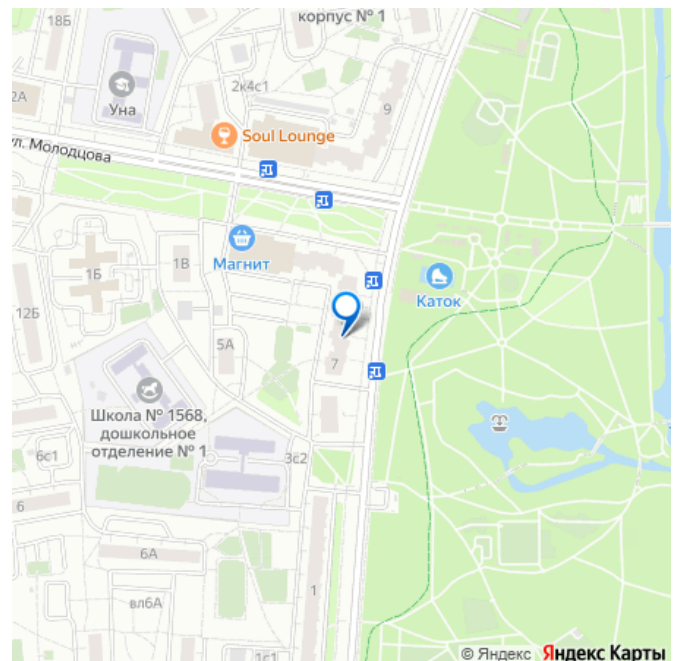 корпус № 1
18Б
2к4с1
9
2А
Уна
Soul Lounge
ул. Молодцова
Магнит
1В
1Б
Каток
12Б
5А
7
Школа № 1568,
дошкольное
отделение № 1
6с1
3с2
6
6А
1
вл6А
1с1
© Яндекс Яндекс Карты